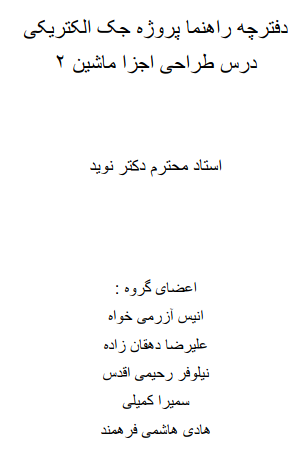 دفترچه راهنما پروژه جک الکتریکی
درس طراحی اجزا ماشین ۲
استاد محترم دکتر نوید
اعضای گروه :
انیس آزرمی خواه
علیرضا دهقان زاده
نیلوفر رحیمی اقدس
سمیرا کمیلی
هادی هاشمی فرهمند